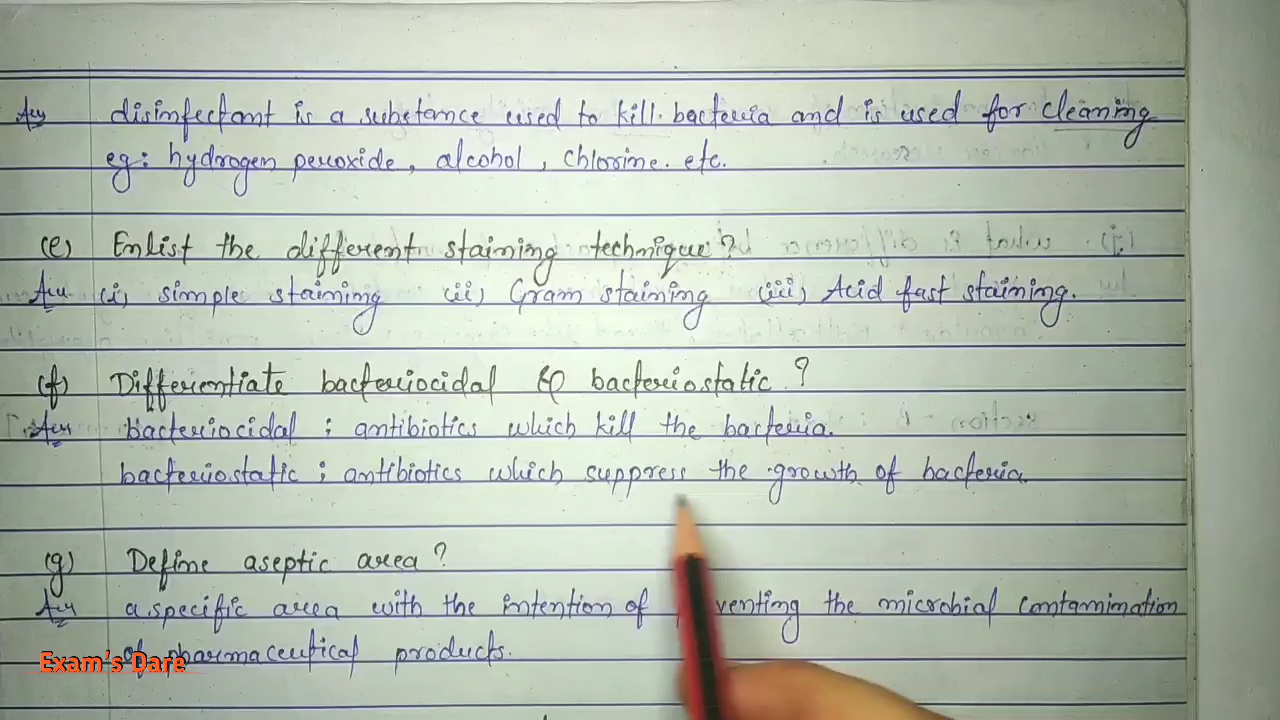 Ans disinfectant is a substance used to kill bacteria and is used for cleaning
eg: hydrogen peroxide, alcohol, chlorine. etc.
(e) Enlist the different staining technique?
Ans (i) simple staining (ii) Gram staining (iii) Acid fast staining.
(f) Differentiate bacteriocidal & bacteriostatic?
Ans bacteriocidal ; antibiotics which kill the bacteria.
bacteriostatic ; antibiotics which suppress the growth of bacteria.
(g) Define aseptic area?
Ans a specific area with the intention of venting the microbial contamination
of pharmaceutical products.
Exam's Dare